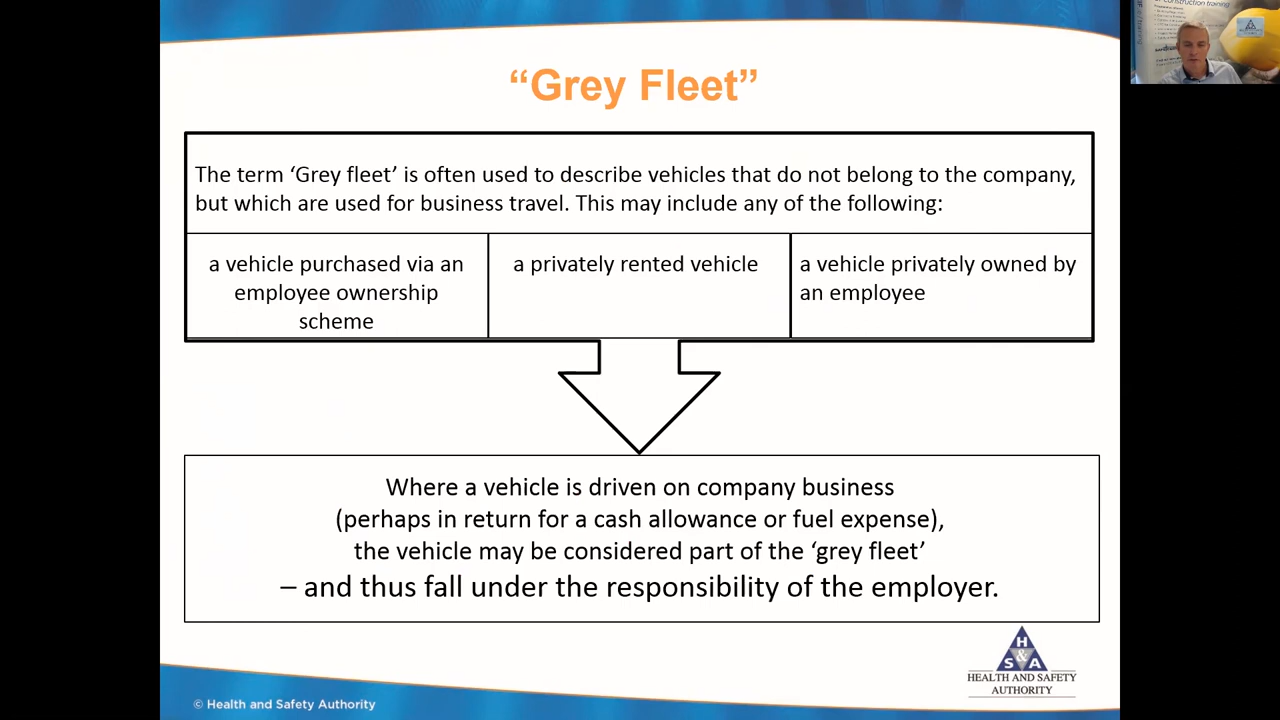 “Grey Fleet”
The term ‘Grey fleet’ is often used to describe vehicles that do not belong to the company,
but which are used for business travel. This may include any of the following:
a vehicle purchased via an
employee ownership
scheme
a privately rented vehicle
a vehicle privately owned by
an employee
Where a vehicle is driven on company business
(perhaps in return for a cash allowance or fuel expense),
the vehicle may be considered part of the ‘grey fleet’
– and thus fall under the responsibility of the employer.
H
S & A
HEALTH AND SAFETY
AUTHORITY
© Health and Safety Authority
construction training